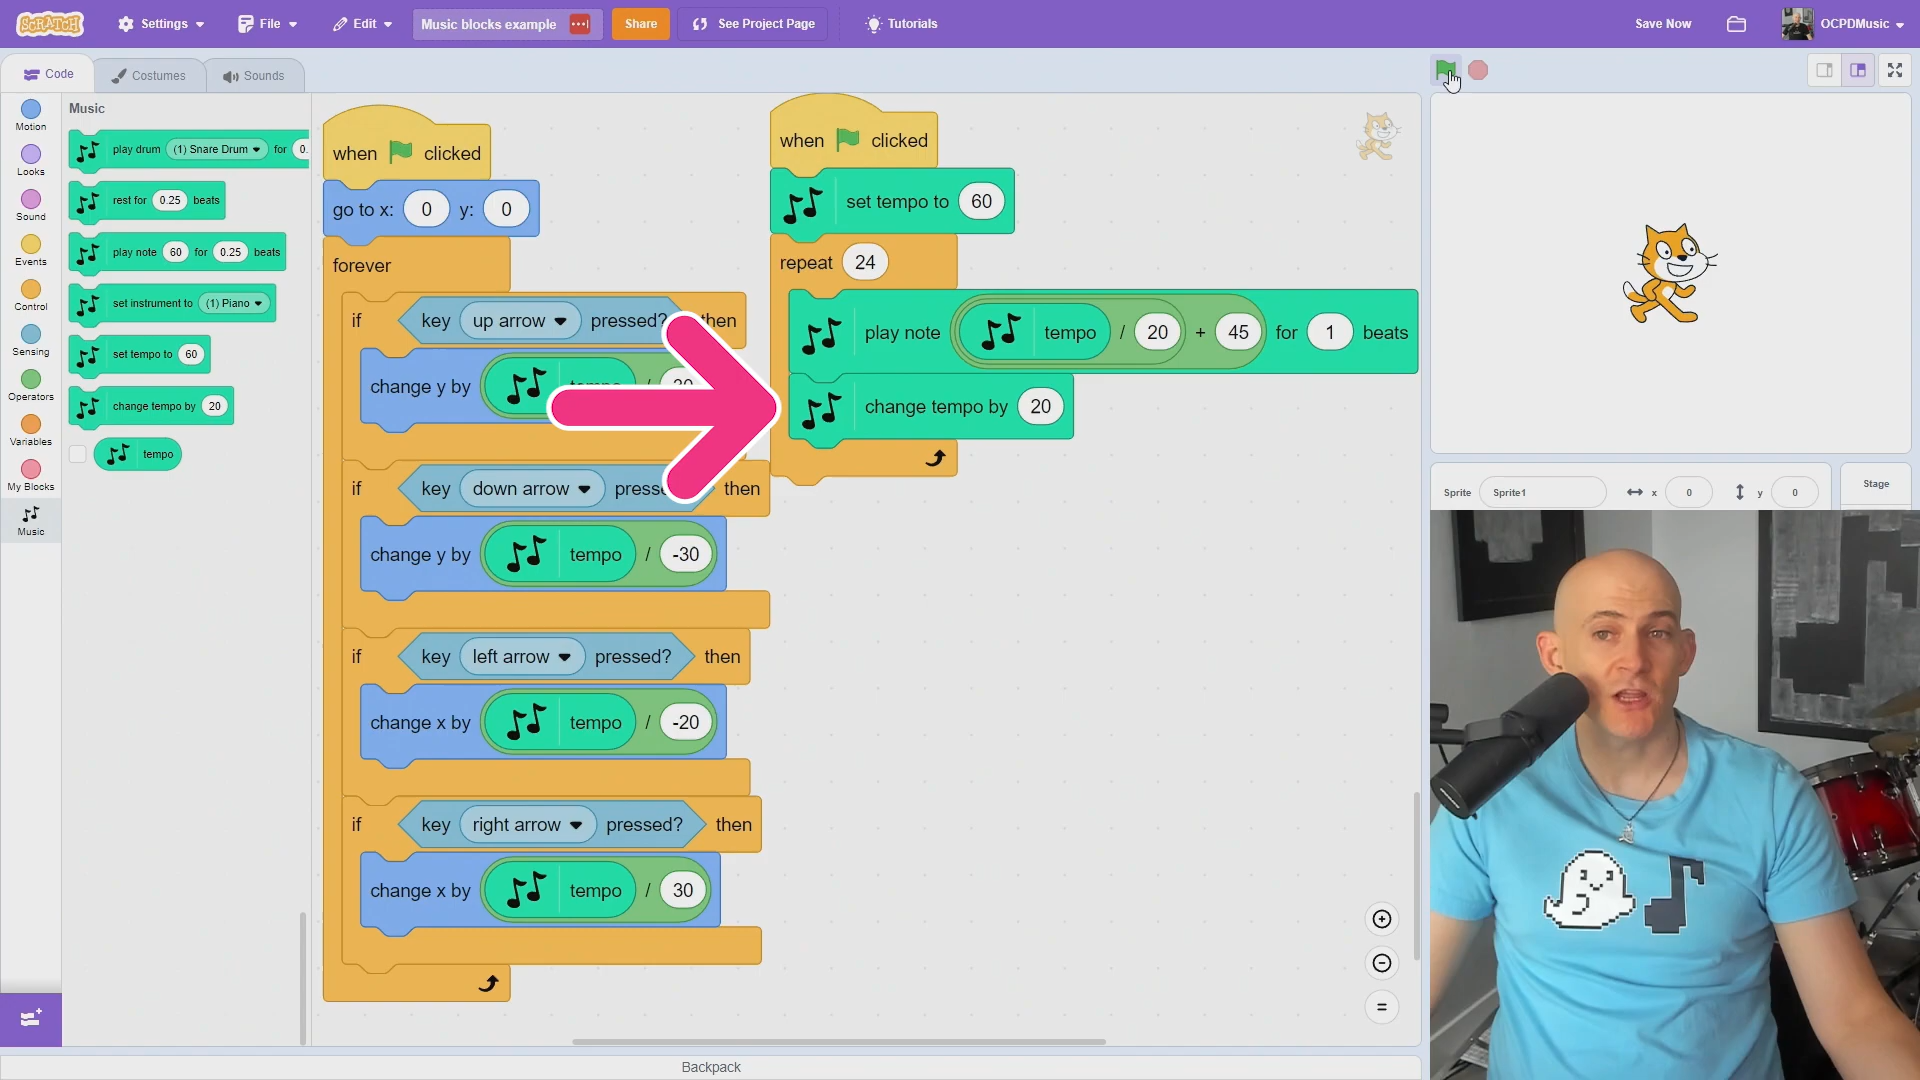 SCRATCH Settings File Edit Music blocks example Share See Project Page Tutorials Save Now OCPDMusic
Code Costumes Sounds
Motion
Looks
Sound
Events
Control
Sensing
Operators
Variables
My Blocks
Music
Music
play drum (1) Snare Drum for 0.
rest for 0.25 beats
play note 60 for 0.25 beats
set instrument to (1) Piano
set tempo to 60
change tempo by 20
tempo
when clicked
go to x: 0 y: 0
forever
if key up arrow pressed? then
change y by
if key down arrow then
change y by tempo / -30
if key left arrow pressed? then
change x by tempo / -20
if key right arrow pressed? then
change x by tempo / 30
when clicked
set tempo to 60
repeat 24
play note tempo / 20 + 45 for 1 beats
change tempo by 20
Sprite Sprite1 x 0 y 0
Stage
Backpack